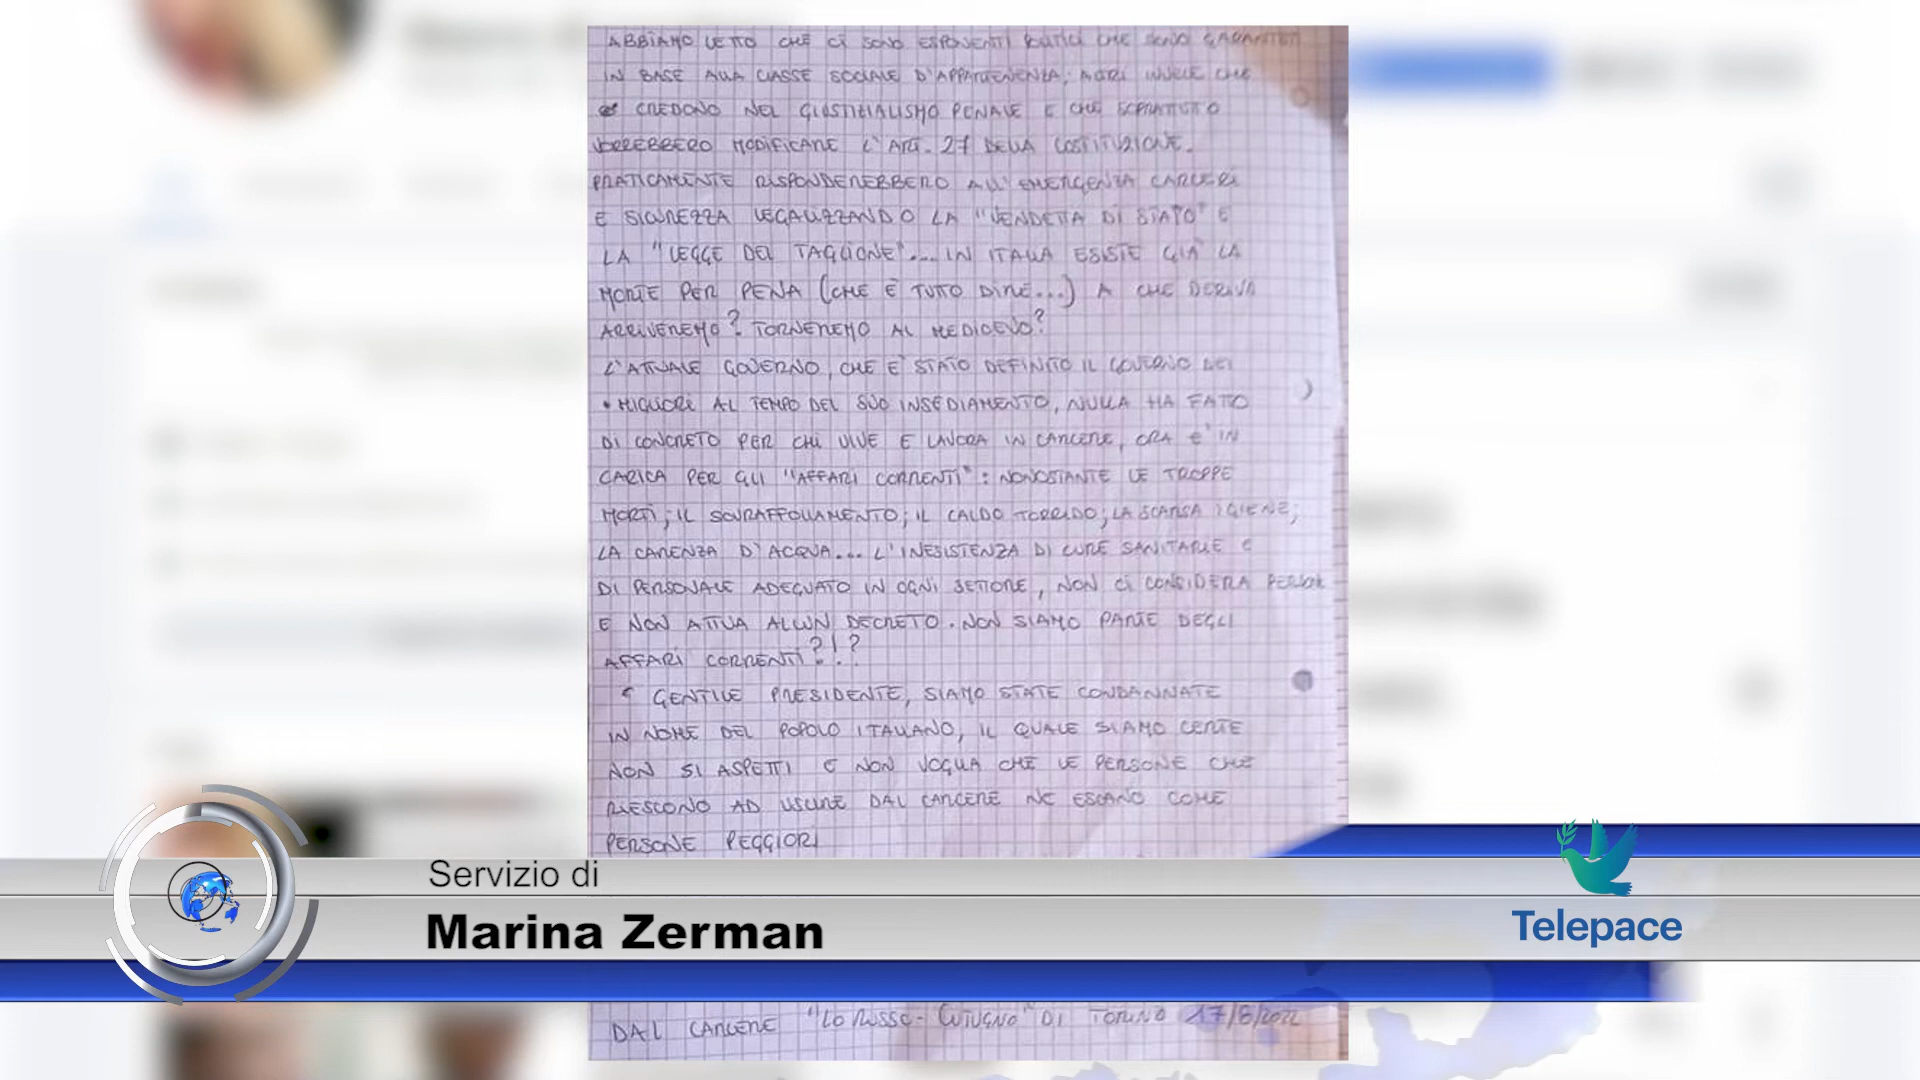 ABBIAMO LETTO CHE CI SONO ESPONENTI POLITICI CHE SONO GARANTISTI
IN BASE ALLA CLASSE SOCIALE D'APPARTENENZA; ALTRI INVECE CHE
CREDONO NEL GIUSTIZIALISMO PENALE E CHE SOPRATTUTTO
VORREBBERO MODIFICARE L'ART. 27 DELLA COSTITUZIONE.
PRATICAMENTE RISPONDEREBBERO ALL'EMERGENZA CARCERI
E SICUREZZA LEGALIZZANDO LA "VENDETTA DI STATO" E
LA "LEGGE DEL TAGLIONE".... IN ITALIA ESISTE GIÀ LA
MORTE PER PENA (CHE È TUTTO DIRE...) A CHE DERIVA
ARRIVEREMO? TORNEREMO AL MEDIOEVO?
L'ATTUALE GOVERNO, CHE E' STATO DEFINITO IL GOVERNO DEI
MIGLIORI AL TEMPO DEL SUO INSEDIAMENTO, NULLA HA FATTO
DI CONCRETO PER CHI VIVE E LAVORA IN CARCERE, ORA E' IN
CARICA PER GLI "AFFARI CORRENTI": NONOSTANTE LE TROPPE
MORTI; IL SOVRAFFOLLAMENTO; IL CALDO TORRIDO; LA SCARSA IGIENE;
LA CARENZA D'ACQUA... L'INESISTENZA DI CURE SANITARIE E
DI PERSONALE ADEGUATO IN OGNI SETTORE, NON CI CONSIDERA PERSONE
E NON ATTUA ALCUN DECRETO. NON SIAMO PARTE DEGLI
AFFARI CORRENTI?!?
GENTILE PRESIDENTE, SIAMO STATE CONDANNATE
IN NOME DEL POPOLO ITALIANO, IL QUALE SIAMO CERTE
NON SI ASPETTI E NON VOGLIA CHE LE PERSONE CHE
RIESCONO AD USCIRE DAL CARCERE NE ESCANO COME
PERSONE PEGGIORI
Servizio di
Marina Zerman
Telepace
DAL CARCERE "LO RUSSO - CUTUGNO" DI TORINO 17/8/2022